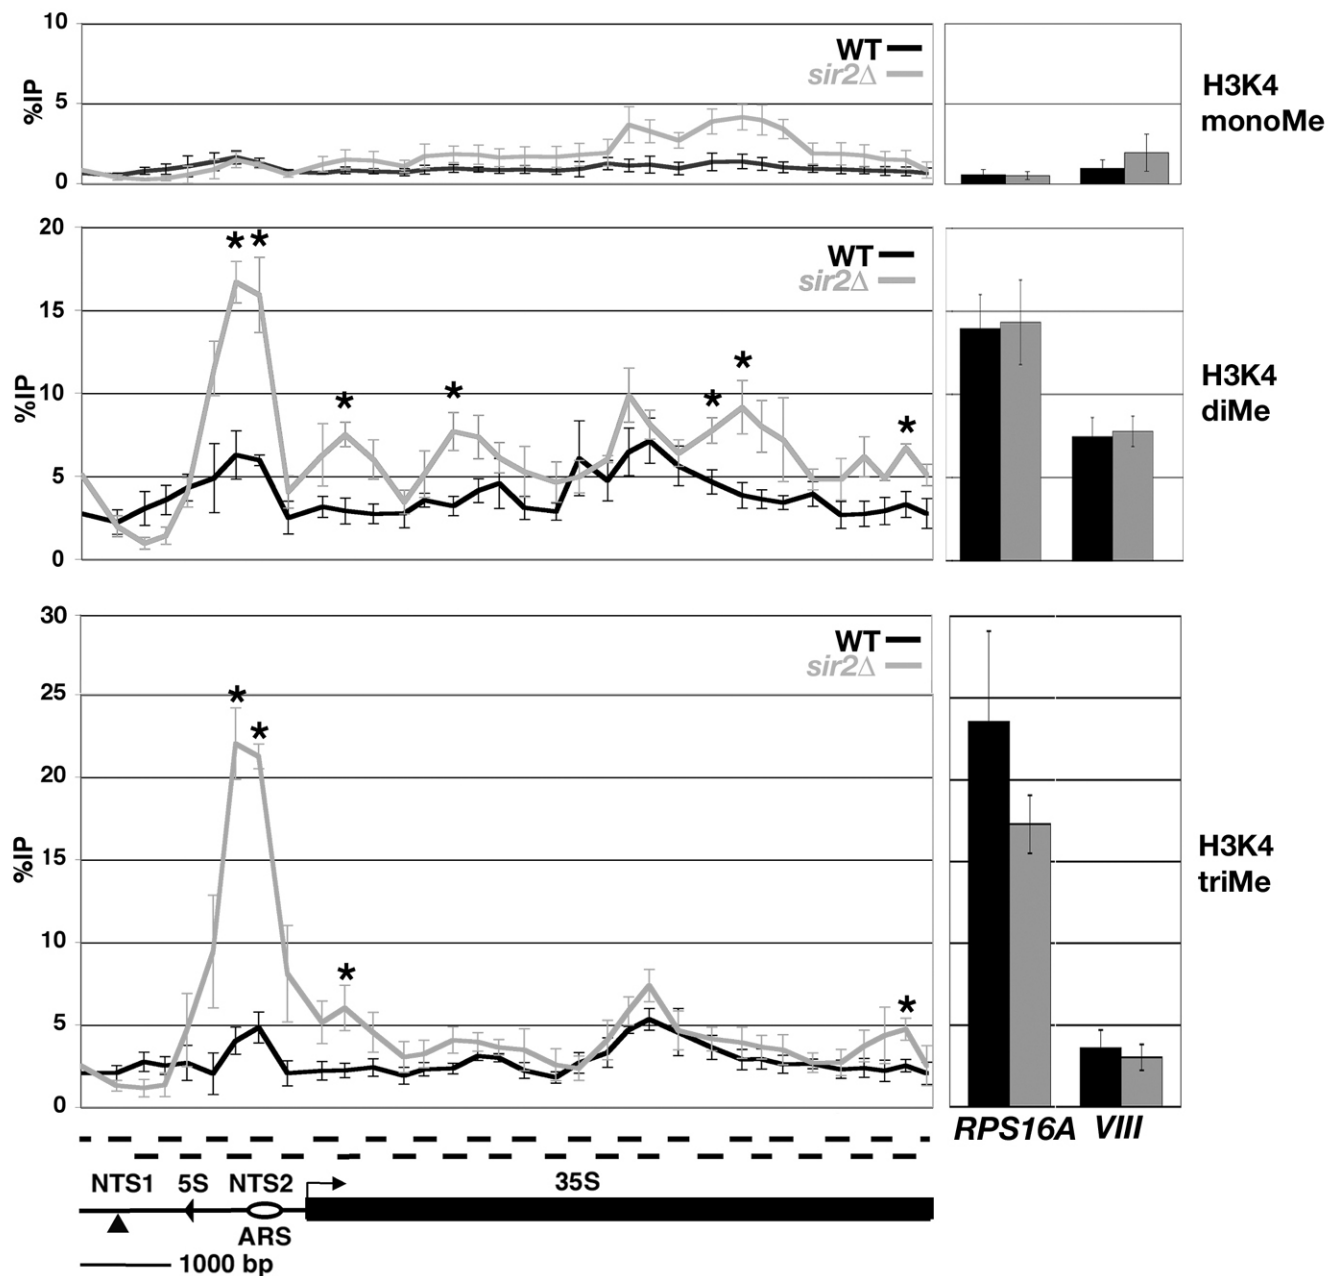 10
5
0
%IP
WT
sir2Δ
H3K4
monoMe
20
15
10
5
0
%IP
* *
*
*
*
*
*
WT
sir2Δ
H3K4
diMe
30
25
20
15
10
5
0
%IP
*
*
*
*
WT
sir2Δ
H3K4
triMe
RPS16A VIII
NTS1 5S NTS2 35S
ARS
1000 bp